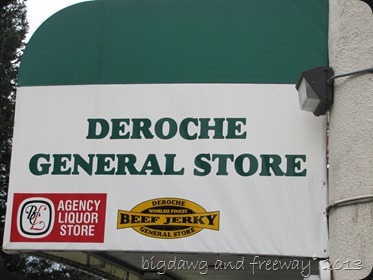 DEROCHE
GENERAL STORE
AGENCY
LIQUOR
STORE
DEROCHE
WORLDS FINEST
BEEF JERKY
GENERAL STORE
bigdawg and freeway 2013